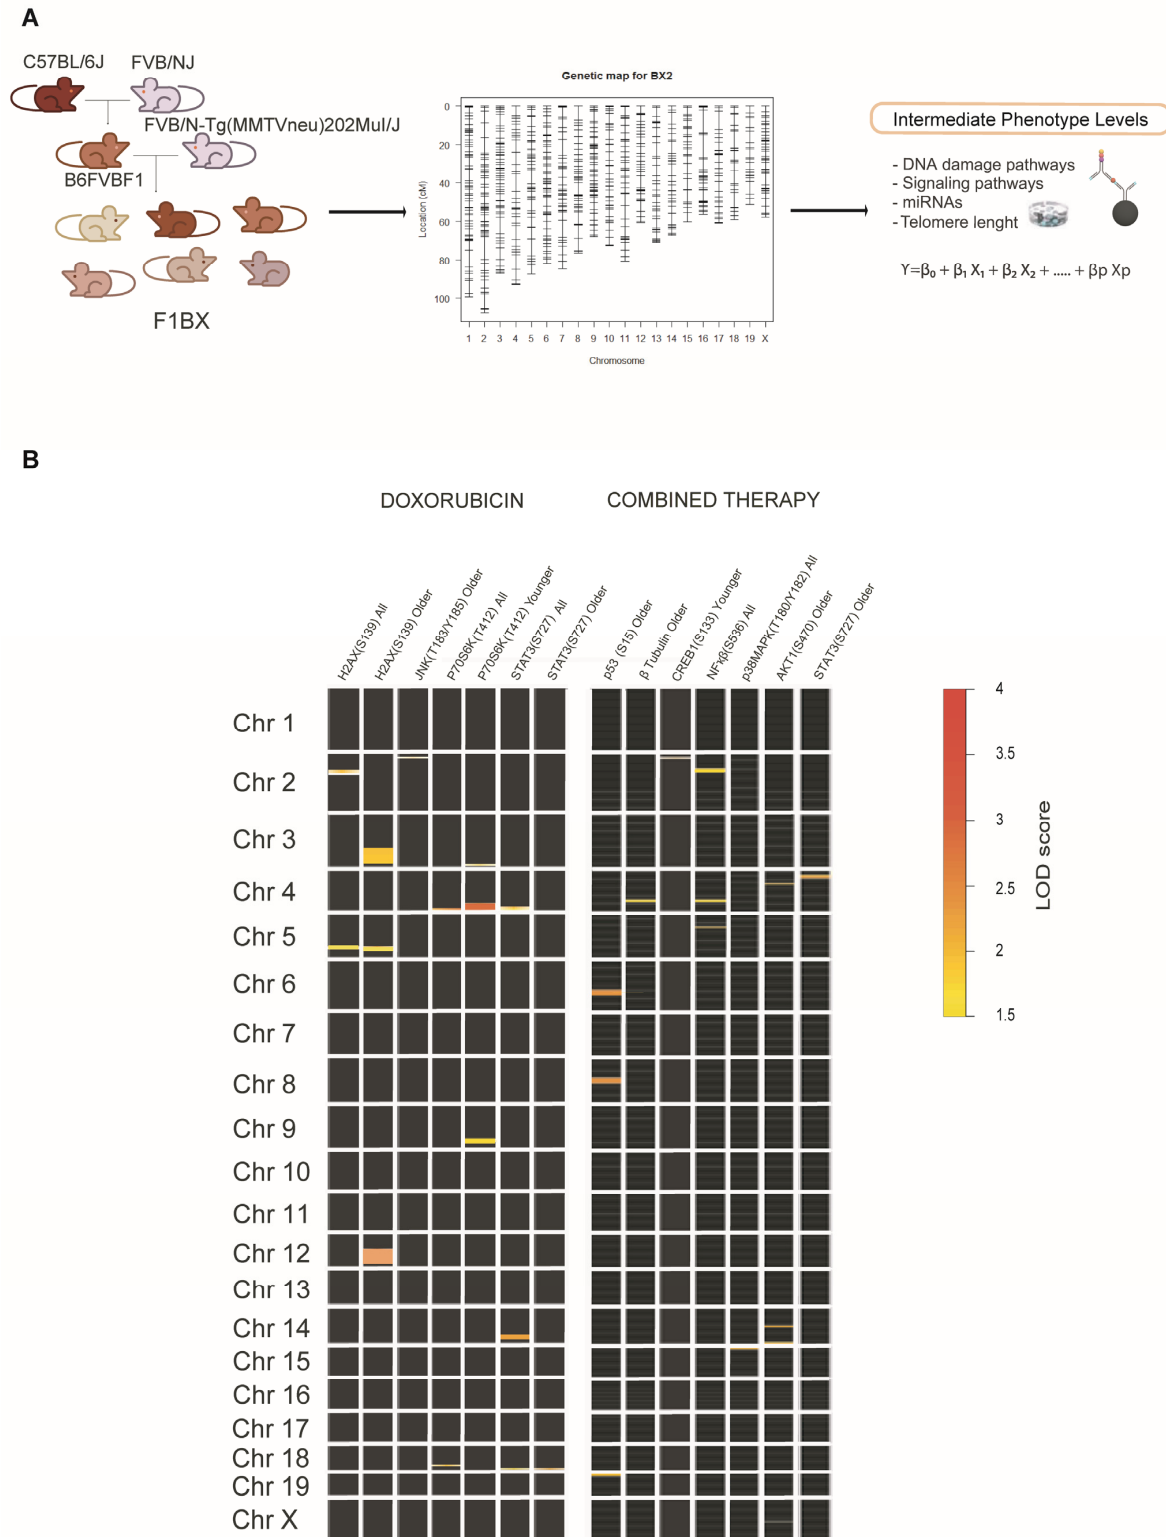 A
C57BL/6J
FVB/NJ
FVB/N-Tg(MMTVneu)202Mul/J
B6FVBF1
F1BX
Genetic map for BX2
Location (cM)
0
20
40
60
80
100
1 2 3 4 5 6 7 8 9 10 11 12 13 14 15 16 17 18 19 X
Chromosome
Intermediate Phenotype Levels
- DNA damage pathways
- Signaling pathways
- miRNAs
- Telomere lenght
Y=β₀ + β₁ X₁ + β₂ X₂ + ..... + βp Xp
B
DOXORUBICIN
COMBINED THERAPY
H2AX(S139) All
H2AX(S139) Older
JNK(T183/Y185) Older
P70S6K(T412) All
P70S6K(T412) Younger
STAT3(S727) All
STAT3(S727) Older
p53 (S15) Older
β Tubulin Older
CREB1(S133) Younger
NFκβ(S536) All
p38MAPK(T180/Y182) All
AKT1(S470) Older
STAT3(S727) Older
Chr 1
Chr 2
Chr 3
Chr 4
Chr 5
Chr 6
Chr 7
Chr 8
Chr 9
Chr 10
Chr 11
Chr 12
Chr 13
Chr 14
Chr 15
Chr 16
Chr 17
Chr 18
Chr 19
Chr X
4
3.5
3
2.5
2
1.5
LOD score